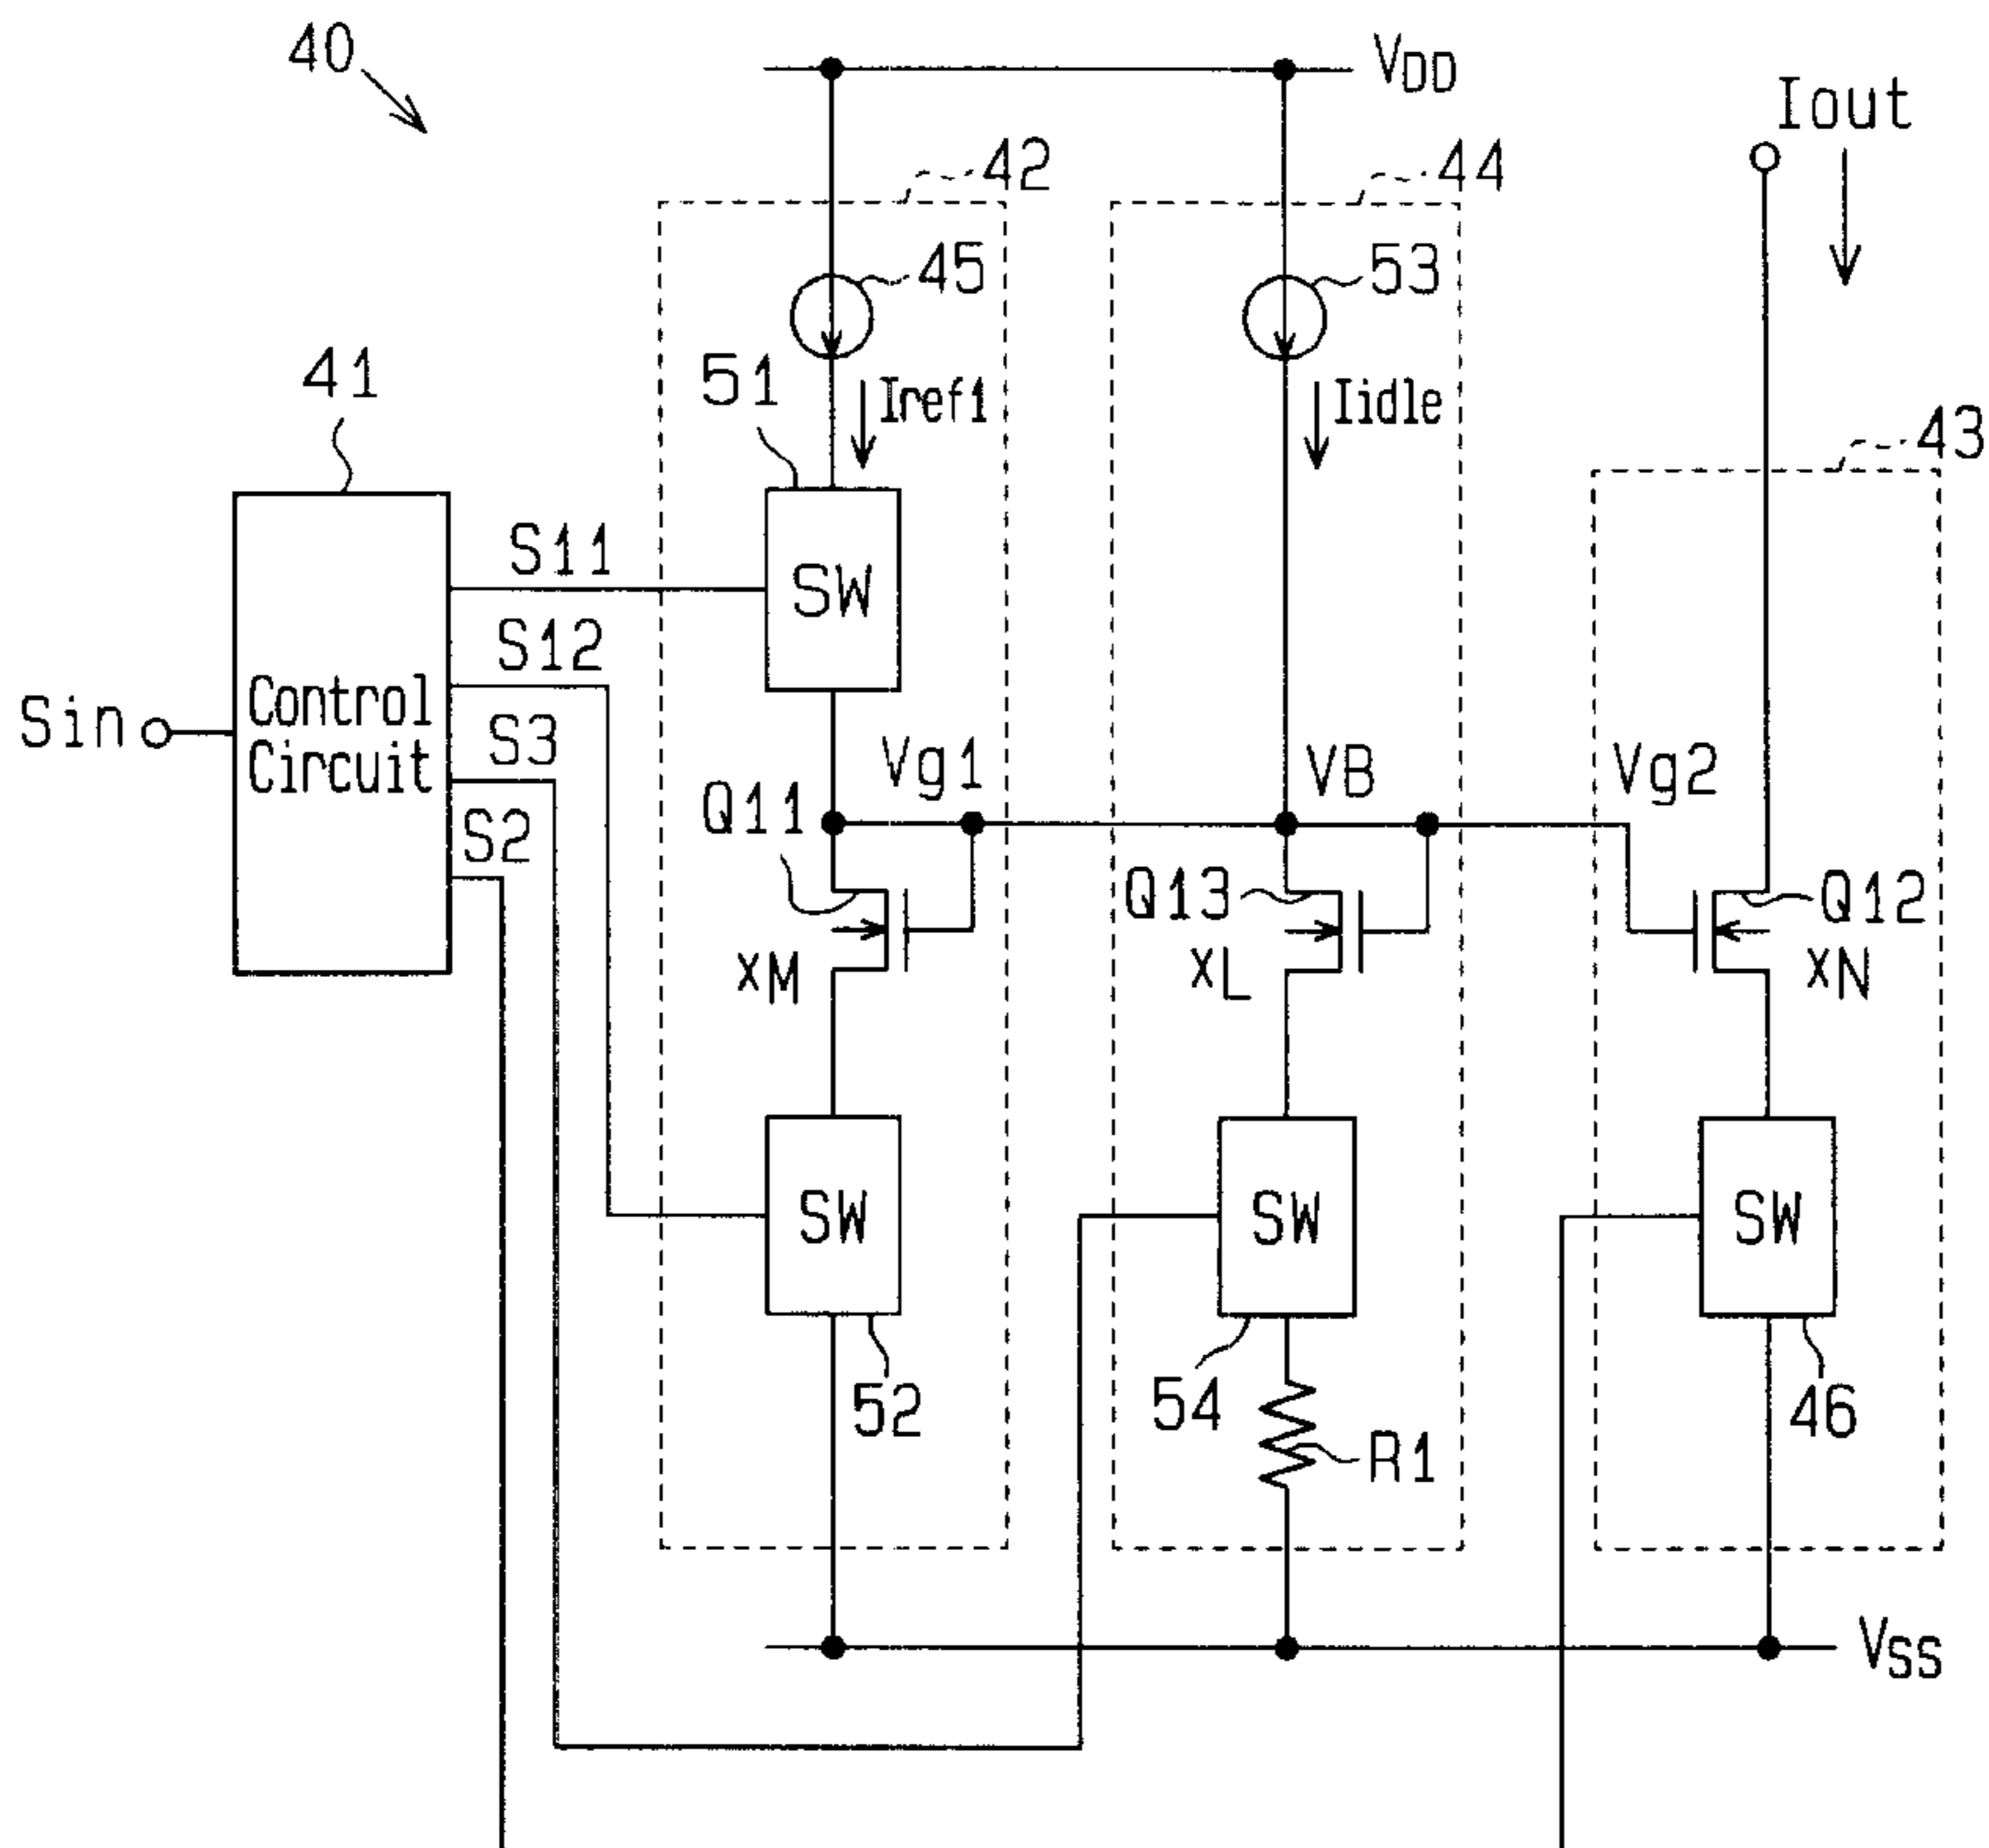 40
VDD
Iout
42
44
45
53
51
Iref1
Iidle
41
43
S11
SW
S12
Sin
Control
Circuit
S3
Vg1
VB
Vg2
Q11
S2
Q13
Q12
xM
xL
xN
SW
SW
SW
52
54
46
R1
VSS